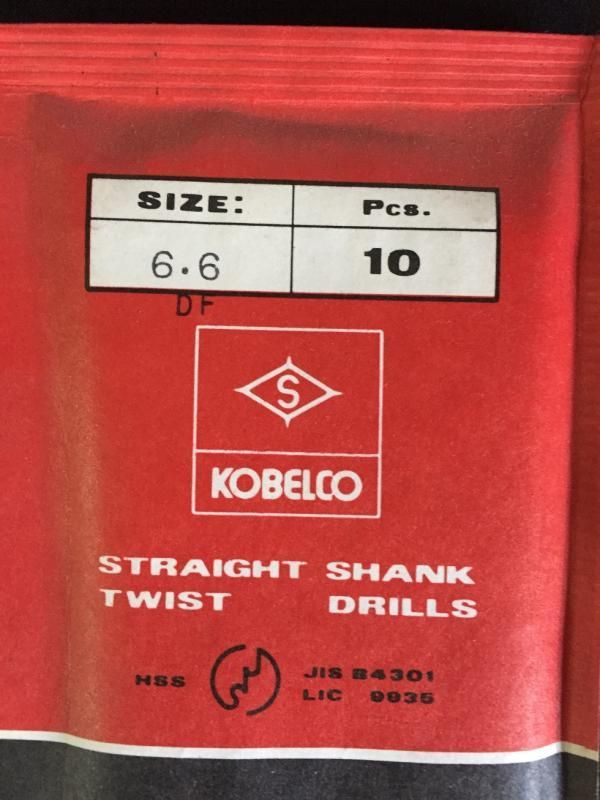 SIZE: Pcs.
6.6 10
DF
S
KOBELCO
STRAIGHT SHANK
TWIST DRILLS
HSS JIS B4301
LIC 9935